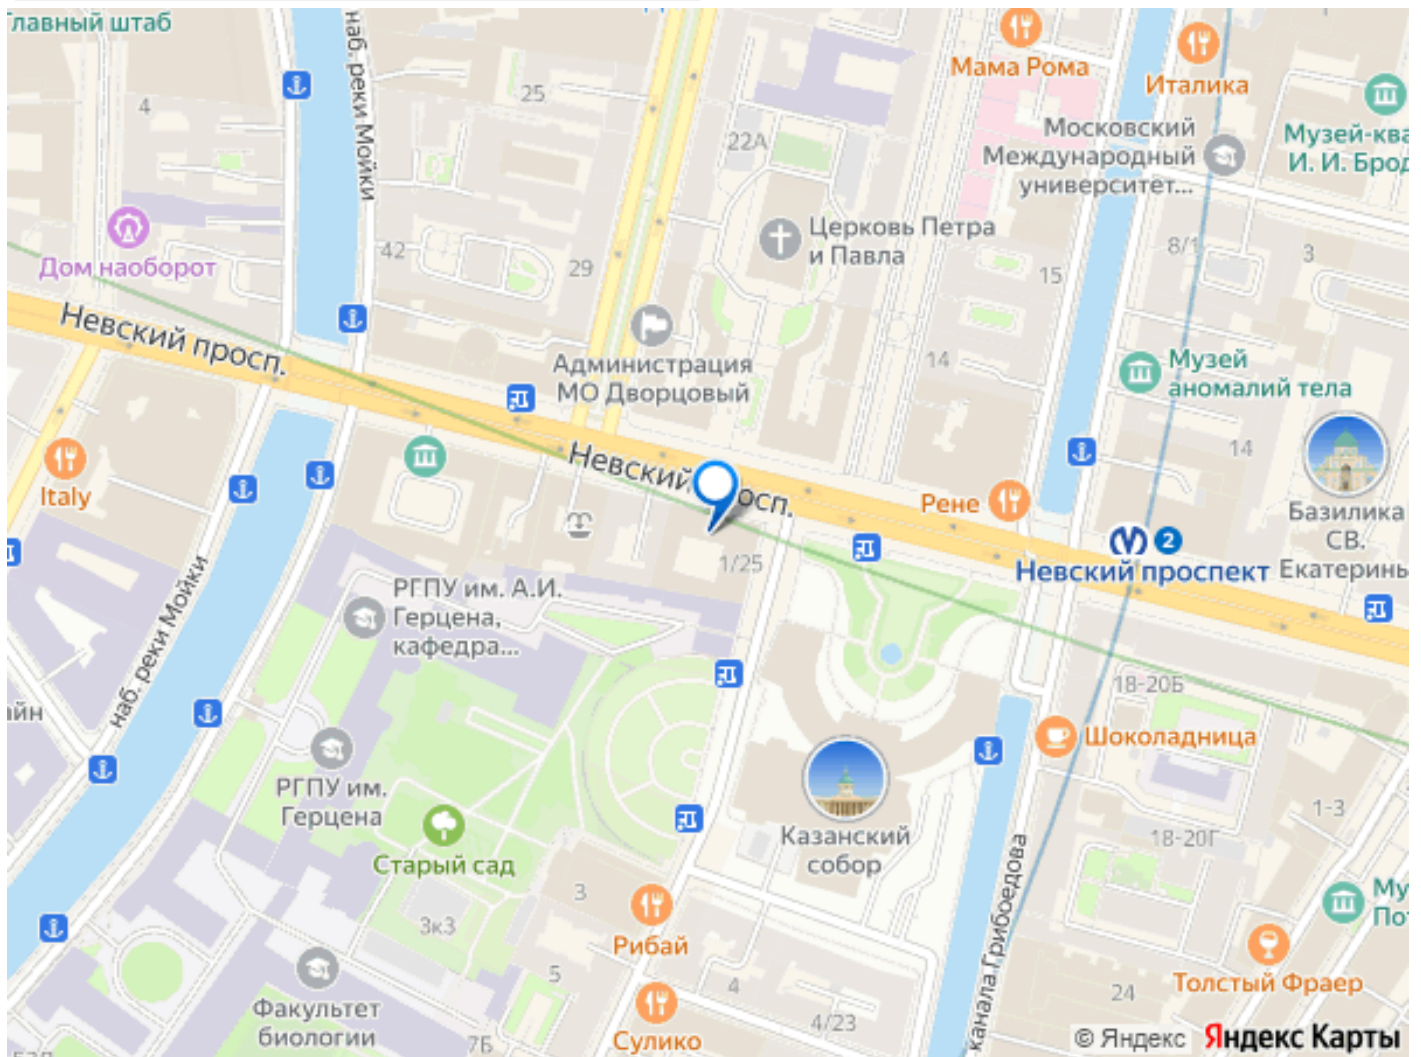 Главный штаб
наб. реки Мойки
25
4
22А
Мама Рома
Италика
Московский
Международный
университет...
Музей-ква
И. И. Брод
Церковь Петра
и Павла
Дом наоборот
42
29
15
8/1
3
Невский просп.
Администрация
МО Дворцовый
14
Музей
аномалий тела
14
Italy
Невский просп.
Рене
Базилика
СВ.
Екатерины
2
Невский проспект
1/25
РГПУ им. А.И.
Герцена,
кафедра...
наб. реки Мойки
айн
18-20Б
Шоколадница
РГПУ им.
Герцена
Старый сад
Казанский
собор
1-3
18-20Г
канала Грибоедова
3
3к3
Рибай
Му
Пот
Толстый Фраер
5
4
24
Факультет
биологии
7Б
Сулико
4/23
© Яндекс Яндекс Карты